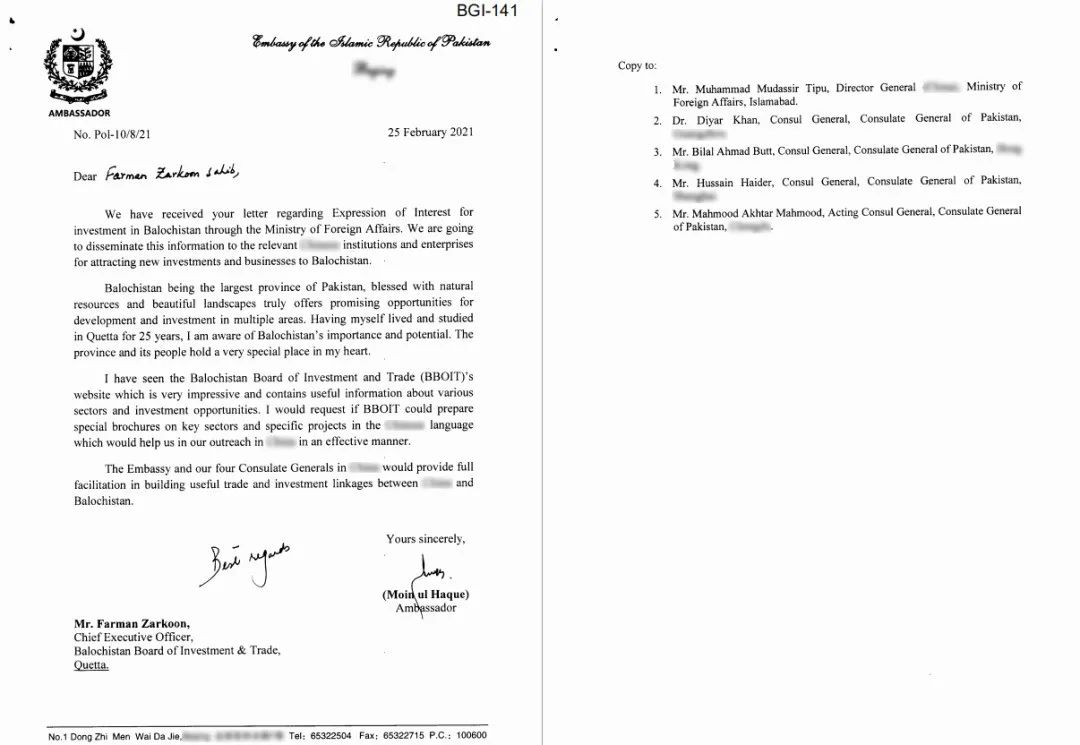 BGI-141
Embassy of the Islamic Republic of Pakistan
AMBASSADOR
No. Pol-10/8/21
25 February 2021
Dear Farman Zarkoon Sahib,
We have received your letter regarding Expression of Interest for
investment in Balochistan through the Ministry of Foreign Affairs. We are going
to disseminate this information to the relevant institutions and enterprises
for attracting new investments and businesses to Balochistan.
Balochistan being the largest province of Pakistan, blessed with natural
resources and beautiful landscapes truly offers promising opportunities for
development and investment in multiple areas. Having myself lived and studied
in Quetta for 25 years, I am aware of Balochistan's importance and potential. The
province and its people hold a very special place in my heart.
I have seen the Balochistan Board of Investment and Trade (BBOIT)'s
website which is very impressive and contains useful information about various
sectors and investment opportunities. I would request if BBOIT could prepare
special brochures on key sectors and specific projects in the language
which would help us in our outreach in in an effective manner.
The Embassy and our four Consulate Generals in would provide full
facilitation in building useful trade and investment linkages between and
Balochistan.
Best regards
Yours sincerely,
(Moin ul Haque)
Ambassador
Mr. Farman Zarkoon,
Chief Executive Officer,
Balochistan Board of Investment & Trade,
Quetta.
No.1 Dong Zhi Men Wai Da Jie, Tel: 65322504 Fax: 65322715 P.C.: 100600
Copy to:
1. Mr. Muhammad Mudassir Tipu, Director General Ministry of
Foreign Affairs, Islamabad.
2. Dr. Diyar Khan, Consul General, Consulate General of Pakistan,
3. Mr. Bilal Ahmad Butt, Consul General, Consulate General of Pakistan,
4. Mr. Hussain Haider, Consul General, Consulate General of Pakistan,
5. Mr. Mahmood Akhtar Mahmood, Acting Consul General, Consulate General
of Pakistan,